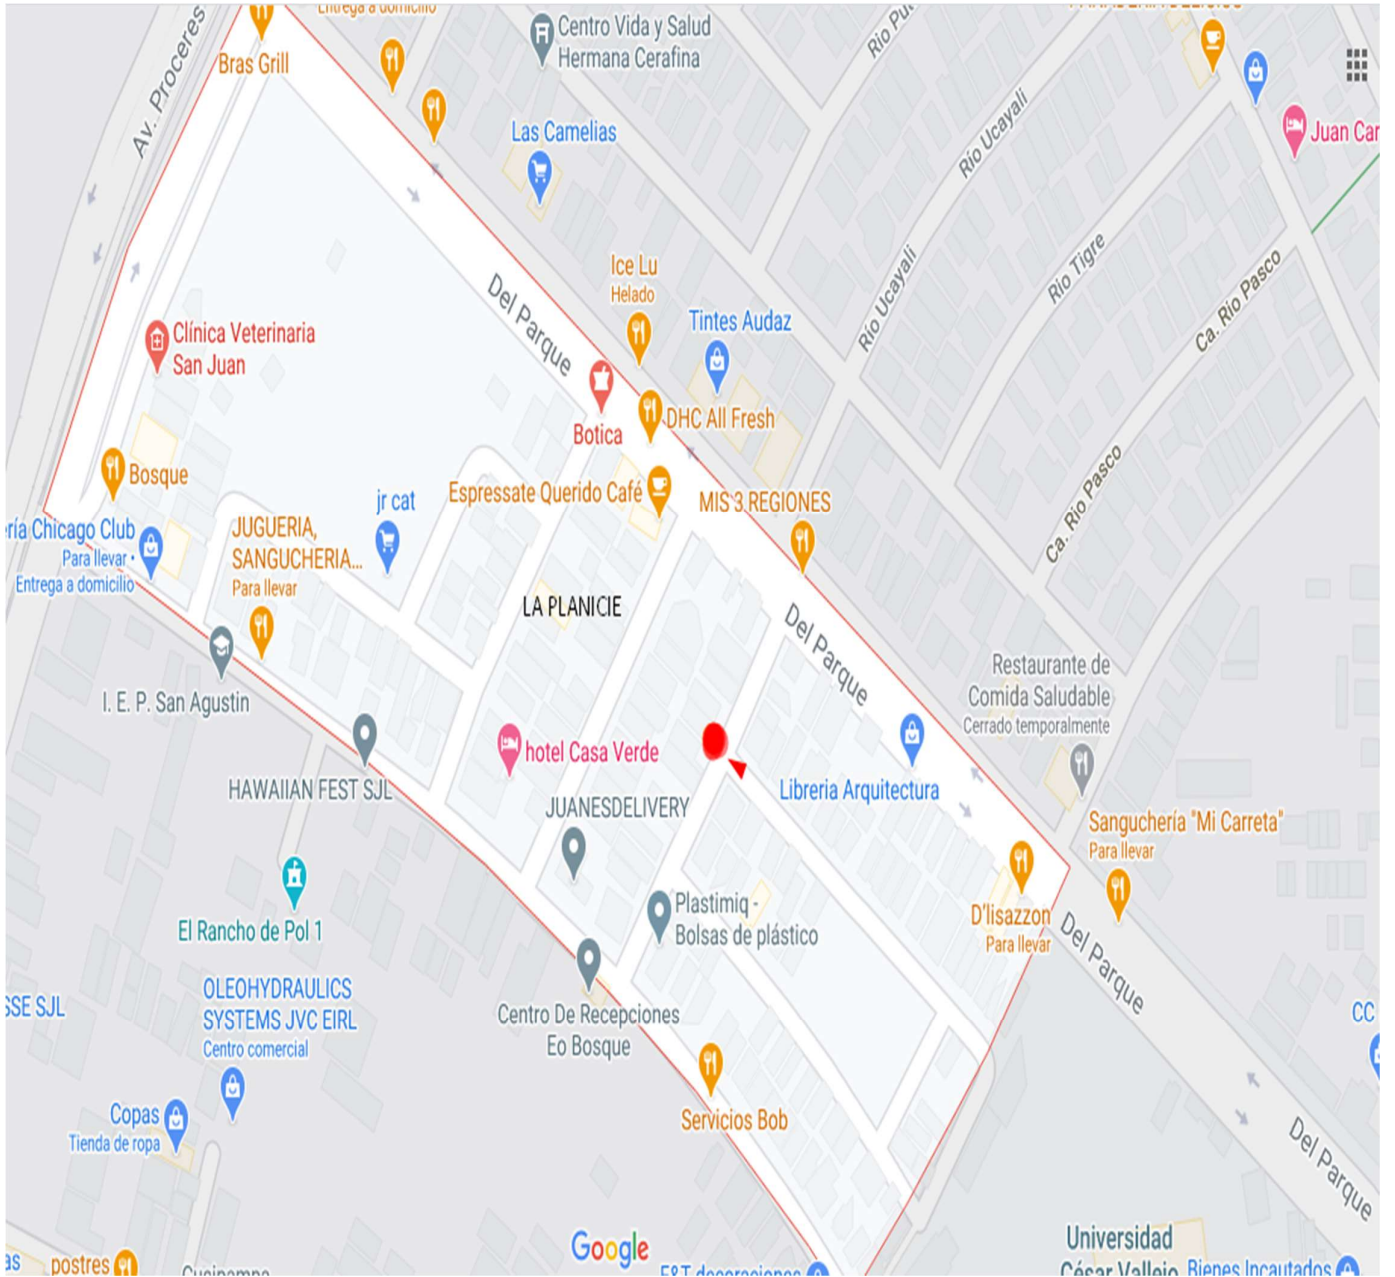 Entrega a domicilio
Av. Proceres
Bras Grill
Centro Vida y Salud
Hermana Cerafina
Las Camelias
Rio Ucayali
Juan Car
Ice Lu
Helado
Tintes Audaz
Río Ucayali
Rio Tigre
Ca. Rio Pasco
Del Parque
Clínica Veterinaria
San Juan
Botica
DHC All Fresh
Bosque
jr cat
Espressate Querido Café
MIS 3 REGIONES
Ca. Rio Pasco
ría Chicago Club
Para llevar •
Entrega a domicilio
JUGUERIA,
SANGUCHERIA...
Para llevar
LA PLANICIE
Del Parque
Restaurante de
Comida Saludable
Cerrado temporalmente
I. E. P. San Agustin
HAWAIIAN FEST SJL
hotel Casa Verde
JUANESDELIVERY
Libreria Arquitectura
Sanguchería "Mi Carreta"
Para llevar
El Rancho de Pol 1
Plastimiq -
Bolsas de plástico
D'lisazzon
Para llevar
Del Parque
SSE SJL
OLEOHYDRAULICS
SYSTEMS JVC EIRL
Centro comercial
Centro De Recepciones
Eo Bosque
CC
Copas
Tienda de ropa
Servicios Bob
Del Parque
Google
Universidad
César Vallejo
Bienes Incautados
as
postres
F&T decoraciones